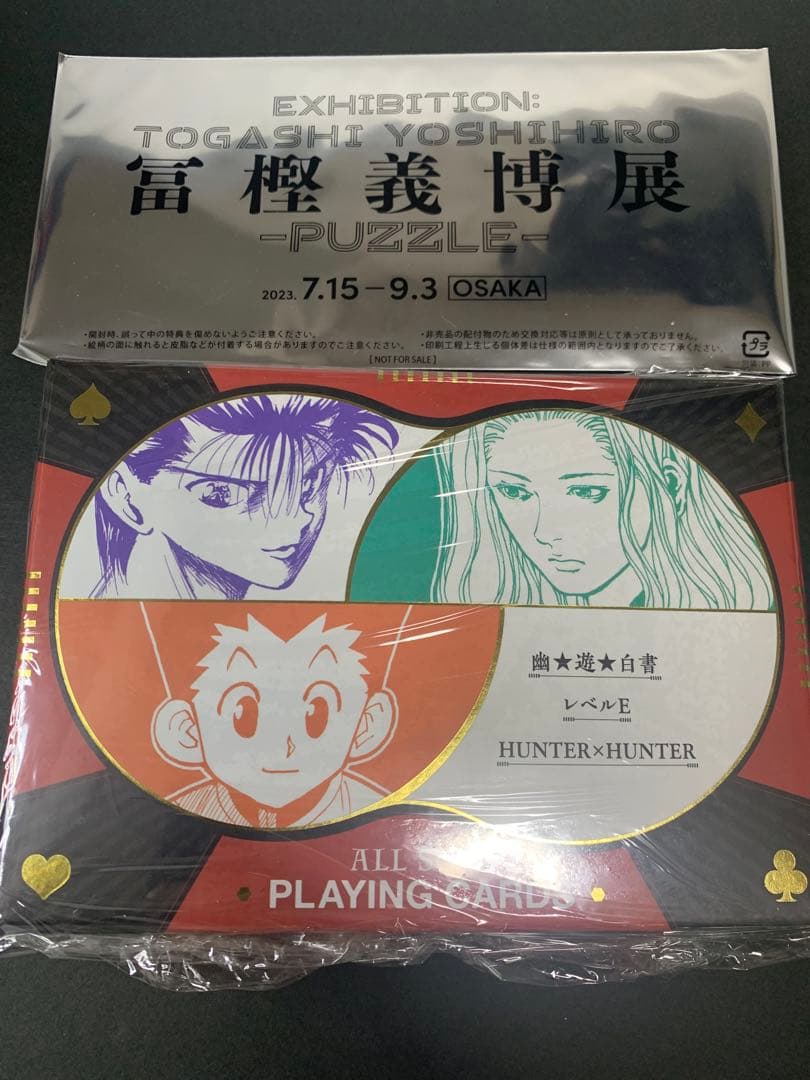 EXHIBITION:
TOGASHI YOSHIHIRO
冨樫義博展
-PUZZLE-
2023. 7.15-9.3 OSAKA
・開封時、誤って中の特典を傷めないようご注意ください。
・絵柄の面に触れると皮脂などが付着する場合がありますのでご注意ください。
・非売品の配付物のため交換対応等は原則として承っておりません。
・印刷工程上生じる個体差は仕様の範囲内となりますのでご了承ください。
[NOT FOR SALE]
プラ
幽★遊★白書
レベルE
HUNTER×HUNTER
ALL
PLAYING CARDS